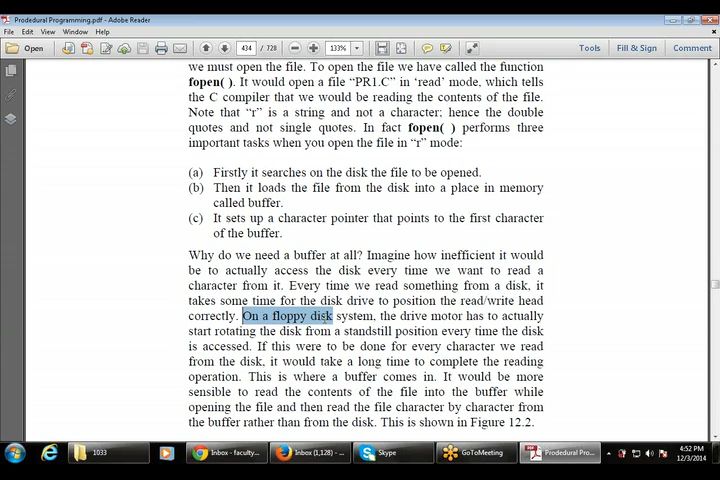 Prodedural Programming.pdf - Adobe Reader
File Edit View Window Help
Open 434 / 728 133% Tools Fill & Sign Comment
we must open the file. To open the file we have called the function
fopen( ). It would open a file “PR1.C” in ‘read’ mode, which tells
the C compiler that we would be reading the contents of the file.
Note that “r” is a string and not a character; hence the double
quotes and not single quotes. In fact fopen( ) performs three
important tasks when you open the file in “r” mode:
(a) Firstly it searches on the disk the file to be opened.
(b) Then it loads the file from the disk into a place in memory
called buffer.
(c) It sets up a character pointer that points to the first character
of the buffer.
Why do we need a buffer at all? Imagine how inefficient it would
be to actually access the disk every time we want to read a
character from it. Every time we read something from a disk, it
takes some time for the disk drive to position the read/write head
correctly. On a floppy disk system, the drive motor has to actually
start rotating the disk from a standstill position every time the disk
is accessed. If this were to be done for every character we read
from the disk, it would take a long time to complete the reading
operation. This is where a buffer comes in. It would be more
sensible to read the contents of the file into the buffer while
opening the file and then read the file character by character from
the buffer rather than from the disk. This is shown in Figure 12.2.
1033 Inbox - faculty... Inbox (1,128) - ... Skype GoToMeeting Prodedural Progra... 4:52 PM
12/3/2014